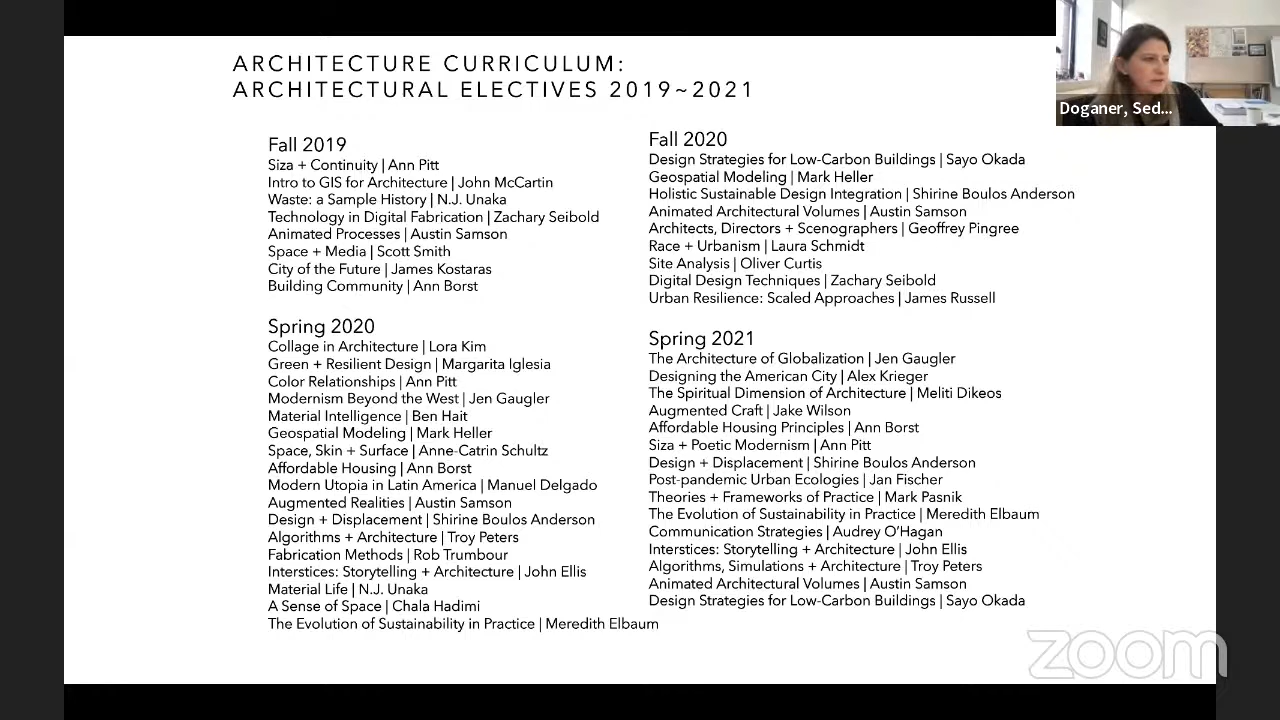 ARCHITECTURE CURRICULUM:
ARCHITECTURAL ELECTIVES 2019~2021
Fall 2019
Siza + Continuity | Ann Pitt
Intro to GIS for Architecture | John McCartin
Waste: a Sample History | N.J. Unaka
Technology in Digital Fabrication | Zachary Seibold
Animated Processes | Austin Samson
Space + Media | Scott Smith
City of the Future | James Kostaras
Building Community | Ann Borst
Spring 2020
Collage in Architecture | Lora Kim
Green + Resilient Design | Margarita Iglesia
Color Relationships | Ann Pitt
Modernism Beyond the West | Jen Gaugler
Material Intelligence | Ben Hait
Geospatial Modeling | Mark Heller
Space, Skin + Surface | Anne-Catrin Schultz
Affordable Housing | Ann Borst
Modern Utopia in Latin America | Manuel Delgado
Augmented Realities | Austin Samson
Design + Displacement | Shirine Boulos Anderson
Algorithms + Architecture | Troy Peters
Fabrication Methods | Rob Trumbour
Interstices: Storytelling + Architecture | John Ellis
Material Life | N.J. Unaka
A Sense of Space | Chala Hadimi
The Evolution of Sustainability in Practice | Meredith Elbaum
Fall 2020
Design Strategies for Low-Carbon Buildings | Sayo Okada
Geospatial Modeling | Mark Heller
Holistic Sustainable Design Integration | Shirine Boulos Anderson
Animated Architectural Volumes | Austin Samson
Architects, Directors + Scenographers | Geoffrey Pingree
Race + Urbanism | Laura Schmidt
Site Analysis | Oliver Curtis
Digital Design Techniques | Zachary Seibold
Urban Resilience: Scaled Approaches | James Russell
Spring 2021
The Architecture of Globalization | Jen Gaugler
Designing the American City | Alex Krieger
The Spiritual Dimension of Architecture | Meliti Dikeos
Augmented Craft | Jake Wilson
Affordable Housing Principles | Ann Borst
Siza + Poetic Modernism | Ann Pitt
Design + Displacement | Shirine Boulos Anderson
Post-pandemic Urban Ecologies | Jan Fischer
Theories + Frameworks of Practice | Mark Pasnik
The Evolution of Sustainability in Practice | Meredith Elbaum
Communication Strategies | Audrey O'Hagan
Interstices: Storytelling + Architecture | John Ellis
Algorithms, Simulations + Architecture | Troy Peters
Animated Architectural Volumes | Austin Samson
Design Strategies for Low-Carbon Buildings | Sayo Okada
Doganer, Sed...
zoom